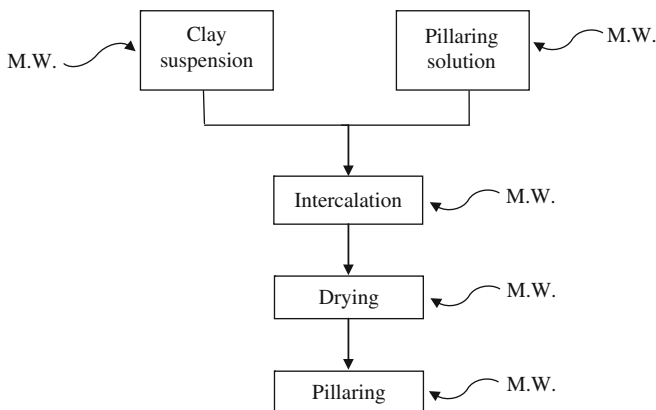 M.W.
Clay
suspension
Pillaring
solution
M.W.
Intercalation
M.W.
Drying
M.W.
Pillaring
M.W.